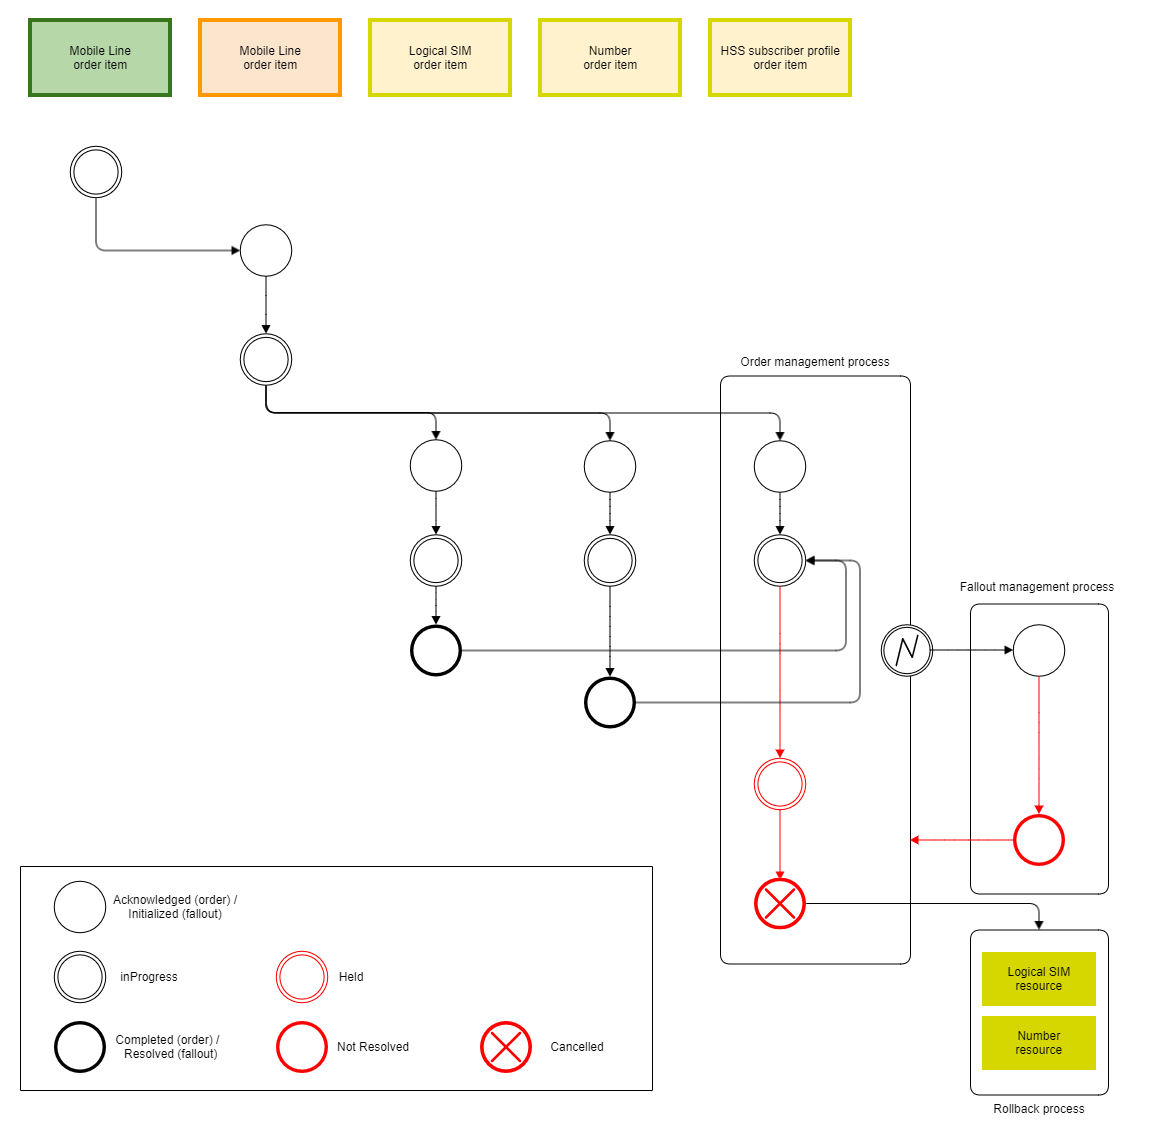 Mobile Line
order item
Mobile Line
order item
Logical SIM
order item
Number
order item
HSS subscriber profile
order item
Order management process
Fallout management process
Acknowledged (order) /
Initialized (fallout)
inProgress
Held
Completed (order) /
Resolved (fallout)
Not Resolved
Cancelled
Logical SIM
resource
Number
resource
Rollback process